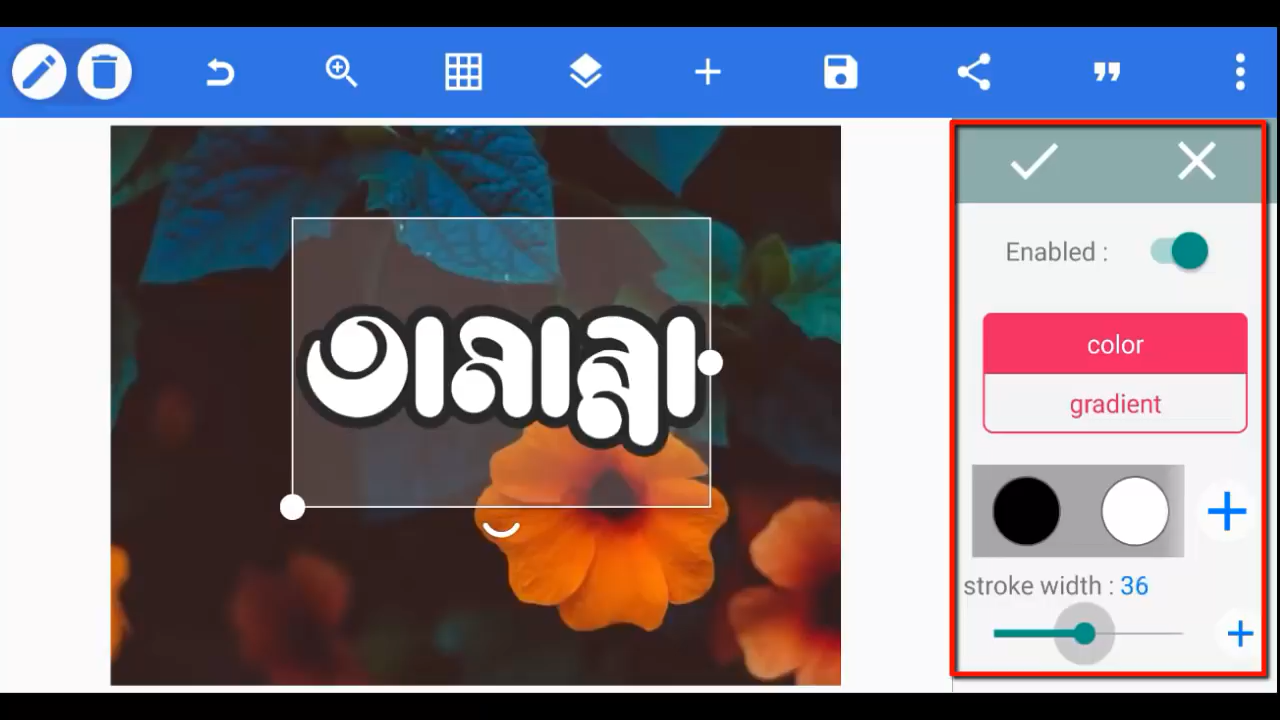 তামান্না
Enabled :
color
gradient
stroke width : 36